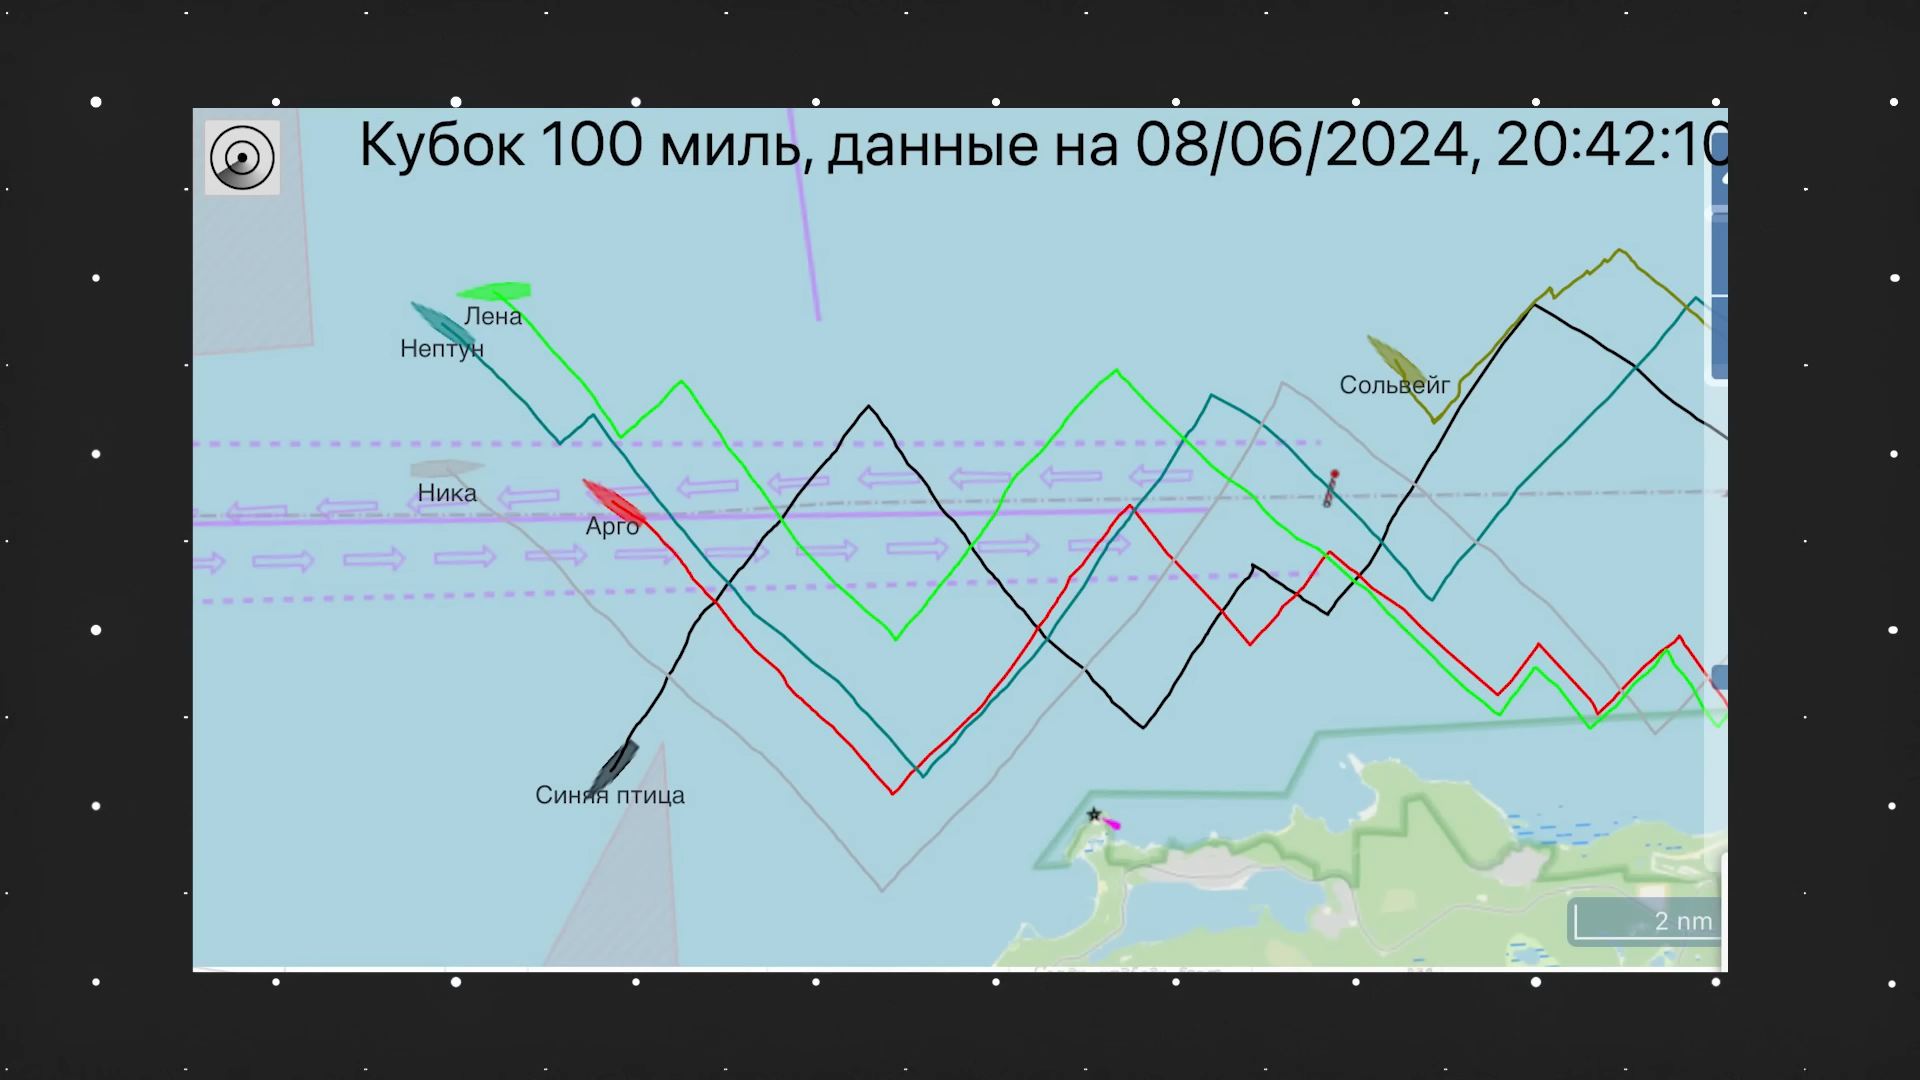 Кубок 100 миль, данные на 08/06/2024, 20:42:10
Лена
Нептун
Сольвейг
Ника
Арго
Синяя птица
2 nm